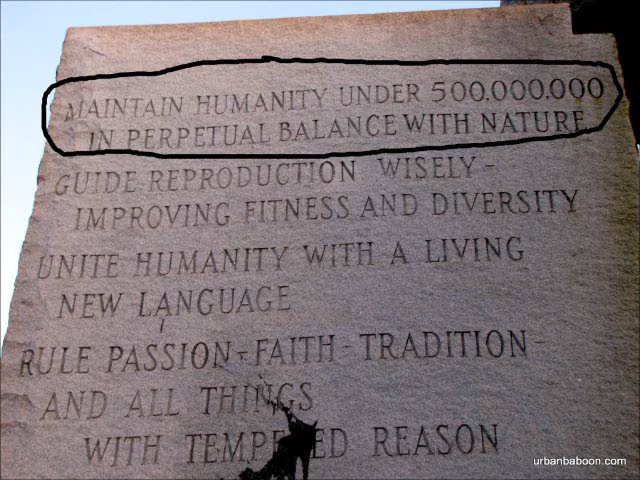 MAINTAIN HUMANITY UNDER 500,000,000
IN PERPETUAL BALANCE WITH NATURE
GUIDE REPRODUCTION WISELY-
IMPROVING FITNESS AND DIVERSITY
UNITE HUMANITY WITH A LIVING
NEW LANGUAGE
RULE PASSION-FAITH-TRADITION-
AND ALL THINGS
WITH TEMPERED REASON
urbanbaboon.com